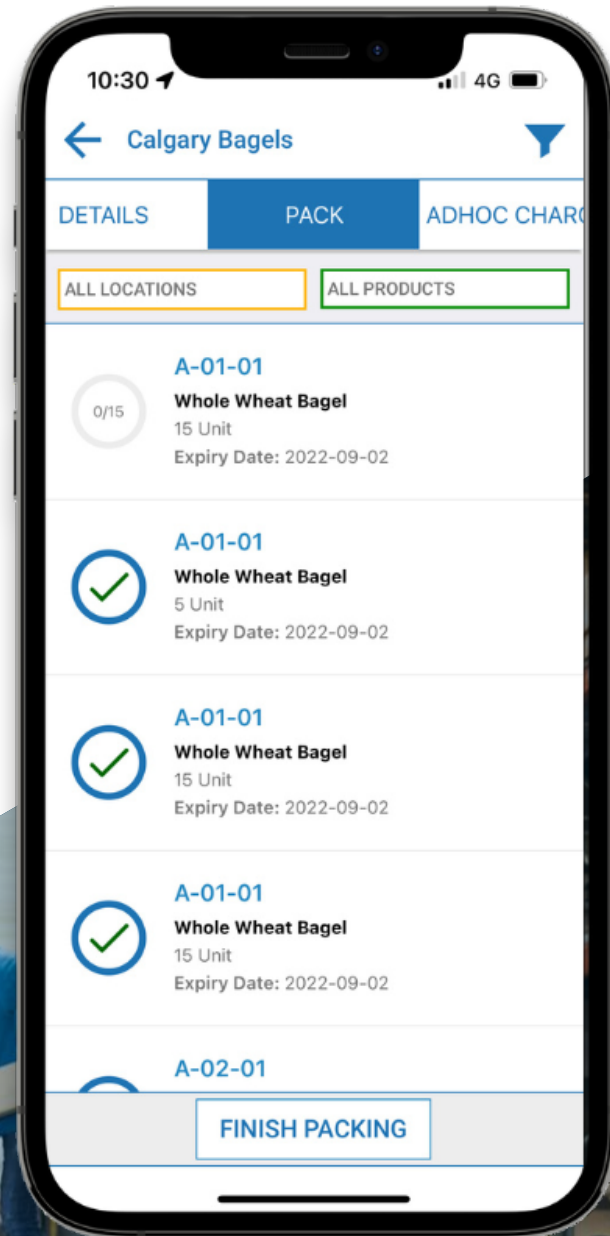 10:30 4G
Calgary Bagels
DETAILS PACK ADHOC CHARG
ALL LOCATIONS ALL PRODUCTS
A-01-01
0/15 Whole Wheat Bagel
15 Unit
Expiry Date: 2022-09-02
A-01-01
Whole Wheat Bagel
5 Unit
Expiry Date: 2022-09-02
A-01-01
Whole Wheat Bagel
15 Unit
Expiry Date: 2022-09-02
A-01-01
Whole Wheat Bagel
15 Unit
Expiry Date: 2022-09-02
A-02-01
FINISH PACKING